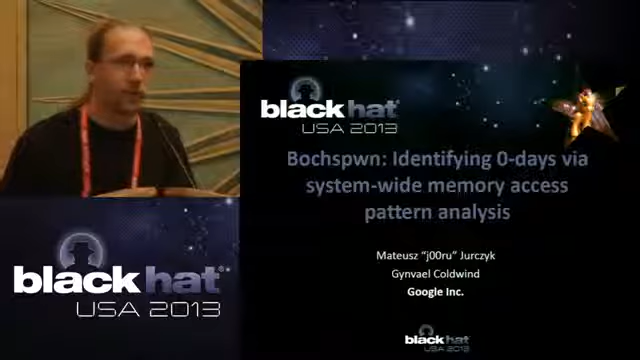 black hat®
USA 2013
Bochspwn: Identifying 0-days via
system-wide memory access
pattern analysis
Mateusz "j00ru" Jurczyk
Gynvael Coldwind
Google Inc.
black hat®
USA 2013
black hat
USA 2013